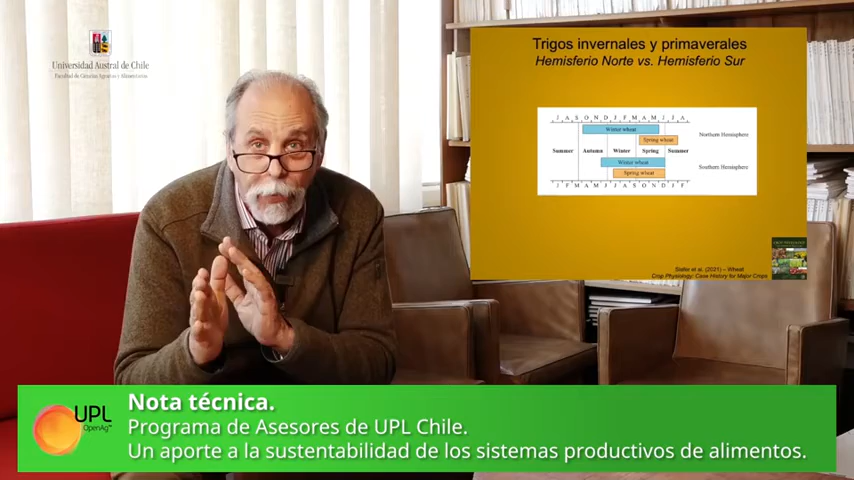 Universidad Austral de Chile
Facultad de Ciencias Agrarias y Alimentarias
Trigos invernales y primaverales
Hemisferio Norte vs. Hemisferio Sur
J A S O N D J F M A M J J A
Winter wheat
Spring wheat
Northern Hemisphere
Summer Autumn Winter Spring Summer
Winter wheat
Southern Hemisphere
Spring wheat
J F M A M J J A S O N D J F
Slafer et al. (2021) – Wheat
Crop Physiology: Case History for Major Crops
UPL
OpenAg™
Nota técnica.
Programa de Asesores de UPL Chile.
Un aporte a la sustentabilidad de los sistemas productivos de alimentos.